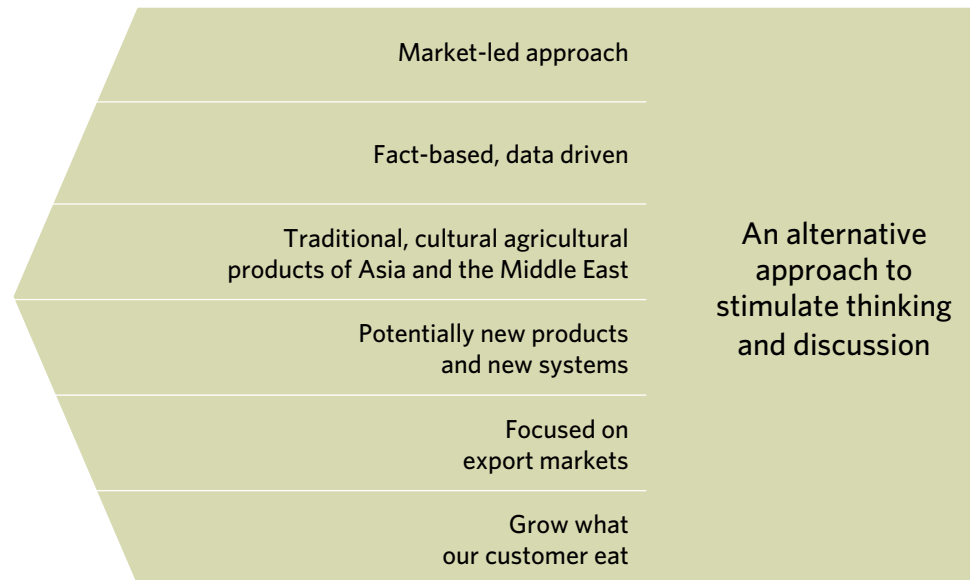 Market-led approach
Fact-based, data driven
Traditional, cultural agricultural
products of Asia and the Middle East
Potentially new products
and new systems
Focused on
export markets
Grow what
our customer eat
An alternative
approach to
stimulate thinking
and discussion